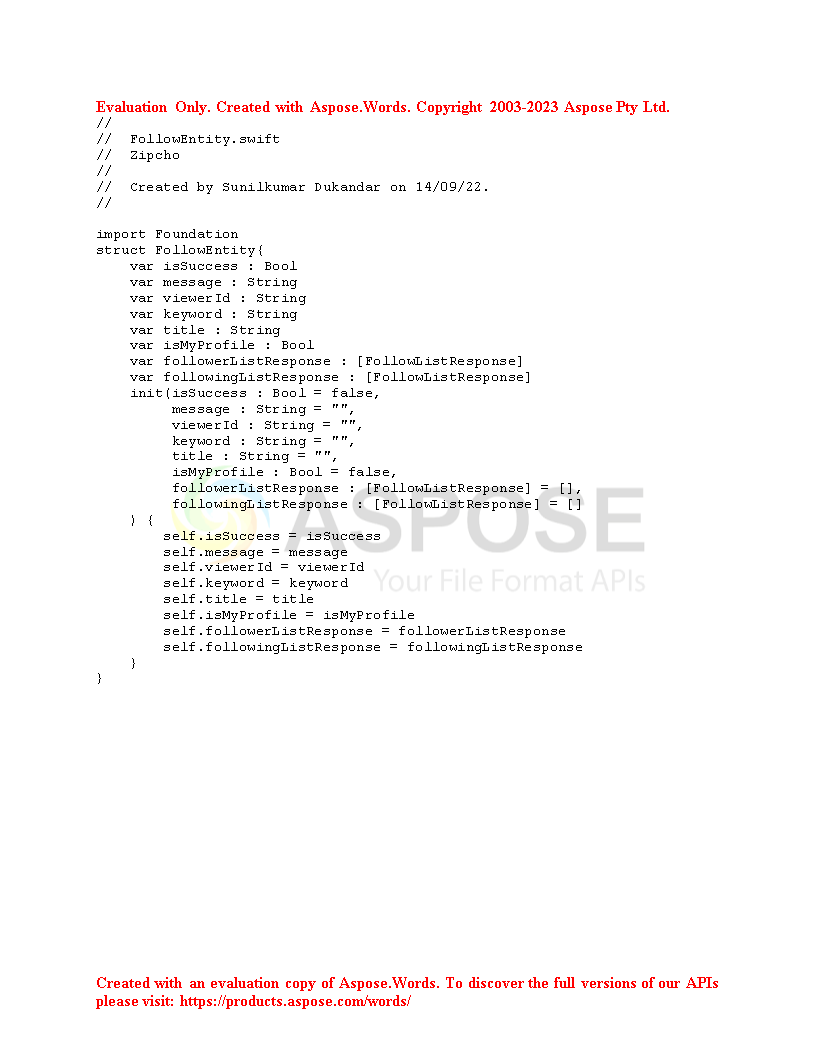 Evaluation Only. Created with Aspose.Words. Copyright 2003-2023 Aspose Pty Ltd.
//
//  FollowEntity.swift
//  Zipcho
//
//  Created by Sunilkumar Dukandar on 14/09/22.
//

import Foundation
struct FollowEntity{
    var isSuccess : Bool
    var message : String
    var viewerId : String
    var keyword : String
    var title : String
    var isMyProfile : Bool
    var followerListResponse : [FollowListResponse]
    var followingListResponse : [FollowListResponse]
    init(isSuccess : Bool = false,
         message : String = "",
         viewerId : String = "",
         keyword : String = "",
         title : String = "",
         isMyProfile : Bool = false,
         followerListResponse : [FollowListResponse] = [],
         followingListResponse : [FollowListResponse] = []
    ) {
        self.isSuccess = isSuccess
        self.message = message
        self.viewerId = viewerId
        self.keyword = keyword
        self.title = title
        self.isMyProfile = isMyProfile
        self.followerListResponse = followerListResponse
        self.followingListResponse = followingListResponse
    }
}
ASPOSE
Your File Format APIs
Created with an evaluation copy of Aspose.Words. To discover the full versions of our APIs
please visit: https://products.aspose.com/words/